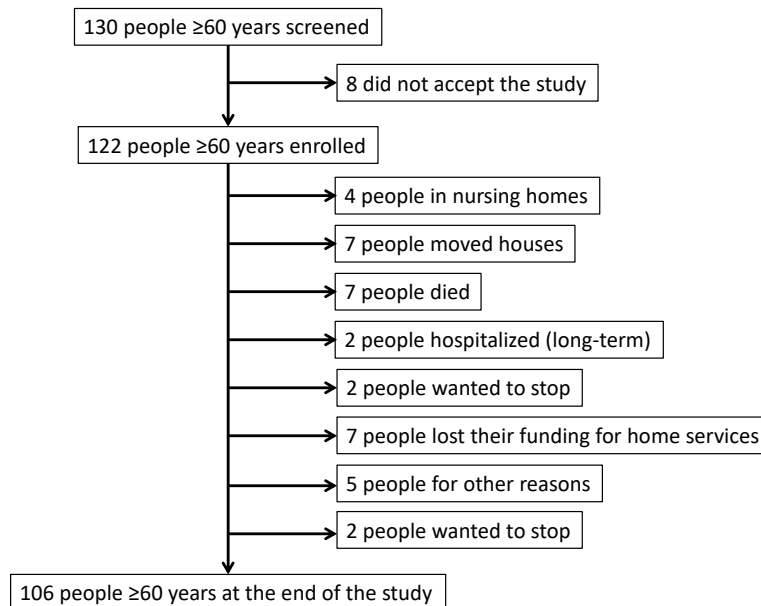 130 people ≥60 years screened
8 did not accept the study
122 people ≥60 years enrolled
4 people in nursing homes
7 people moved houses
7 people died
2 people hospitalized (long-term)
2 people wanted to stop
7 people lost their funding for home services
5 people for other reasons
2 people wanted to stop
106 people ≥60 years at the end of the study